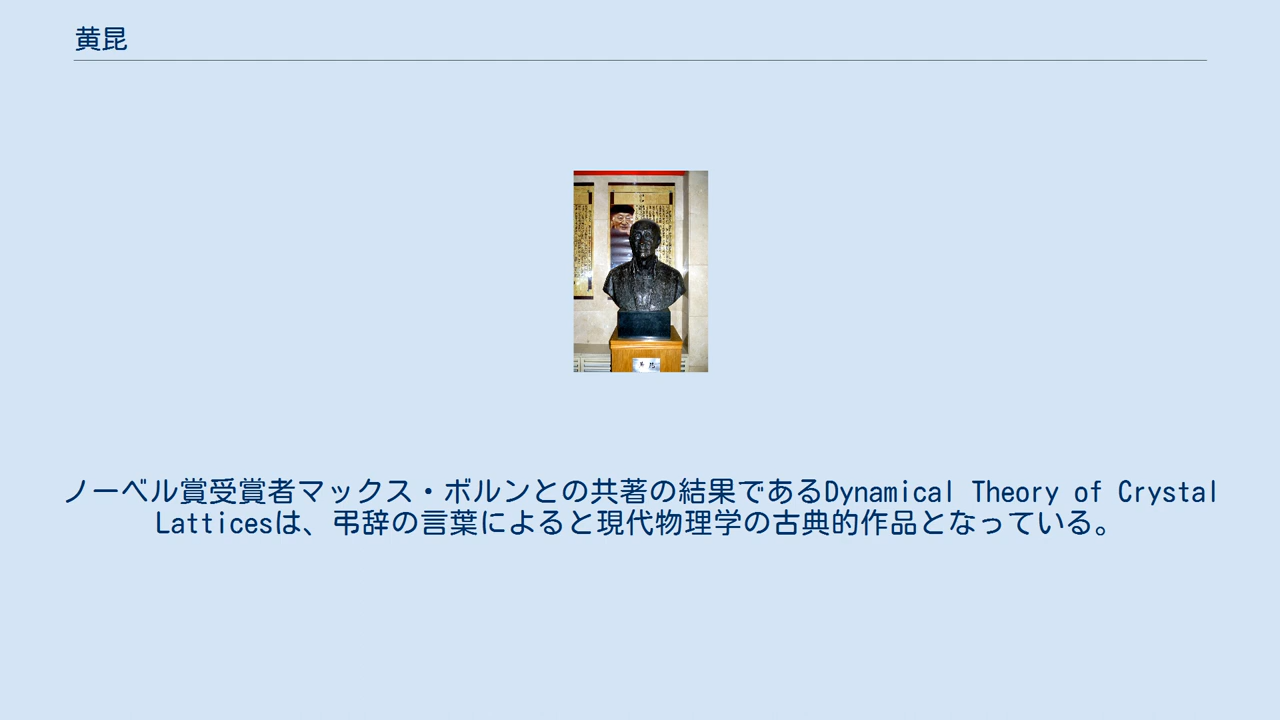 黄昆
ノーベル賞受賞者マックス・ボルンとの共著の結果であるDynamical Theory of Crystal
Latticesは、弔辞の言葉によると現代物理学の古典的作品となっている。